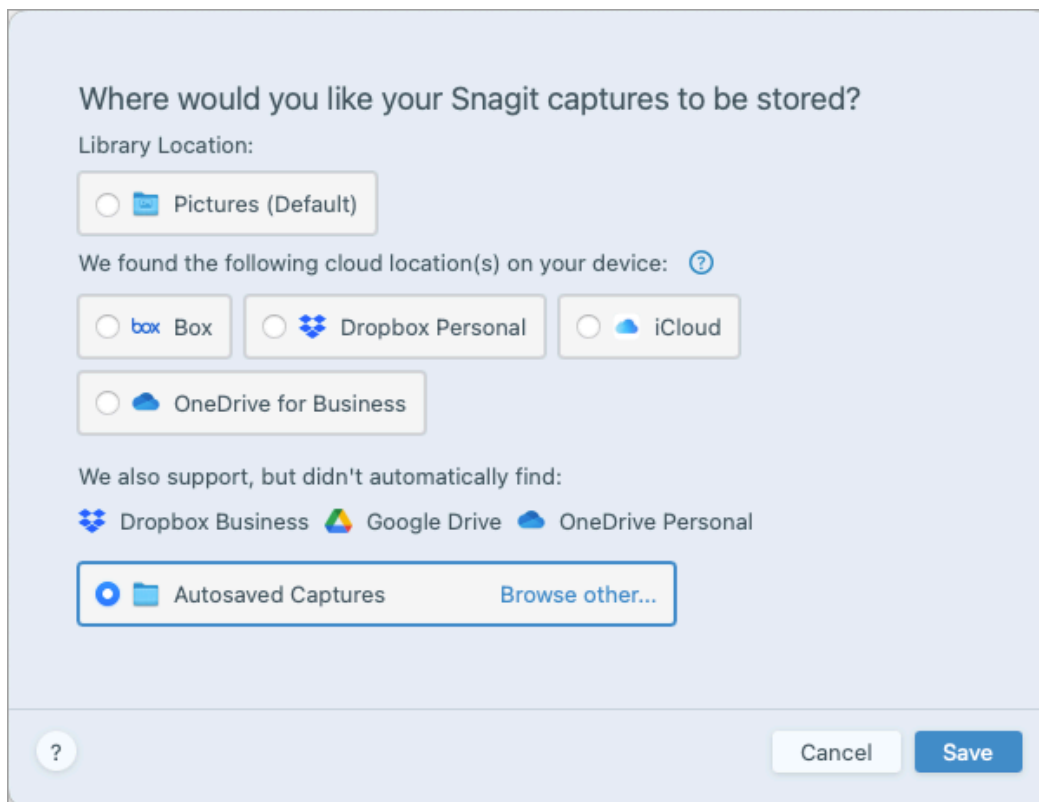 Where would you like your Snagit captures to be stored?
Library Location:
Pictures (Default)
We found the following cloud location(s) on your device: ?
box Box Dropbox Personal iCloud
OneDrive for Business
We also support, but didn't automatically find:
Dropbox Business Google Drive OneDrive Personal
Autosaved Captures Browse other...
? Cancel Save